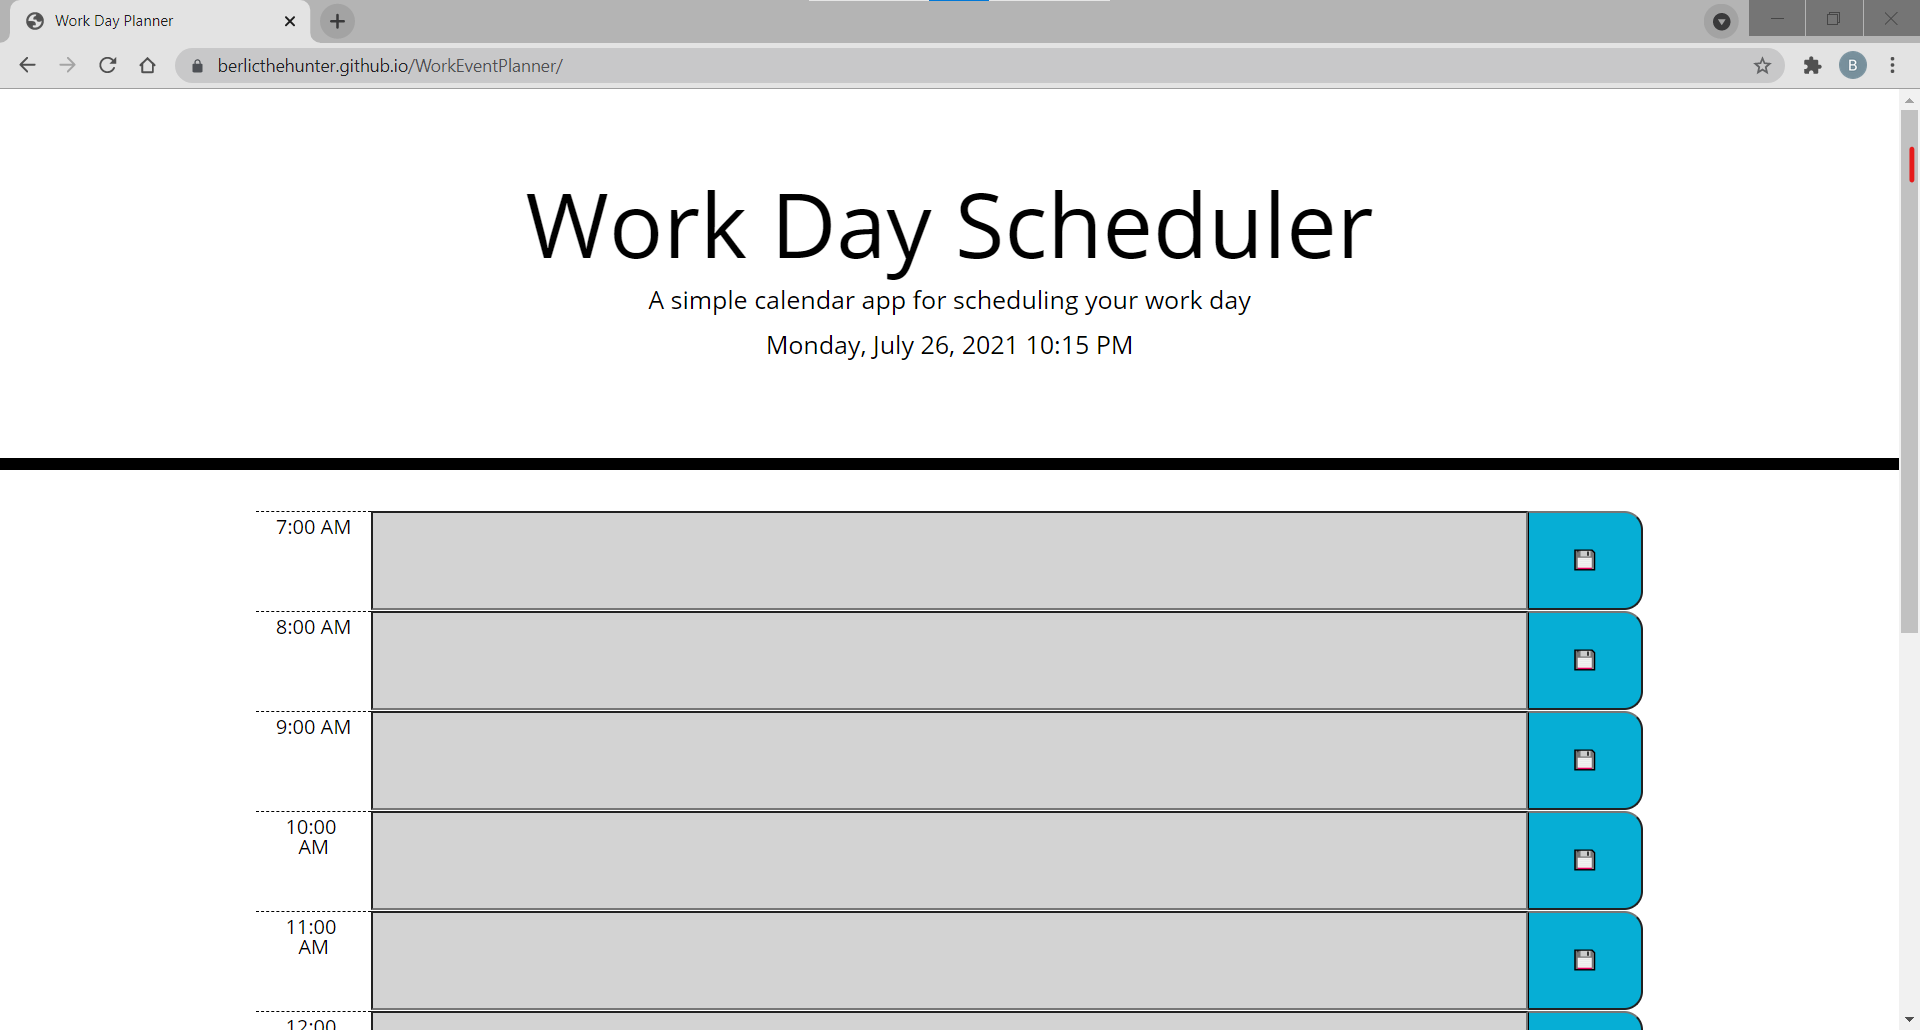 Work Day Planner
berlicthehunter.github.io/WorkEventPlanner/
B
Work Day Scheduler
A simple calendar app for scheduling your work day
Monday, July 26, 2021 10:15 PM
7:00 AM
8:00 AM
9:00 AM
10:00
AM
11:00
AM
12:00